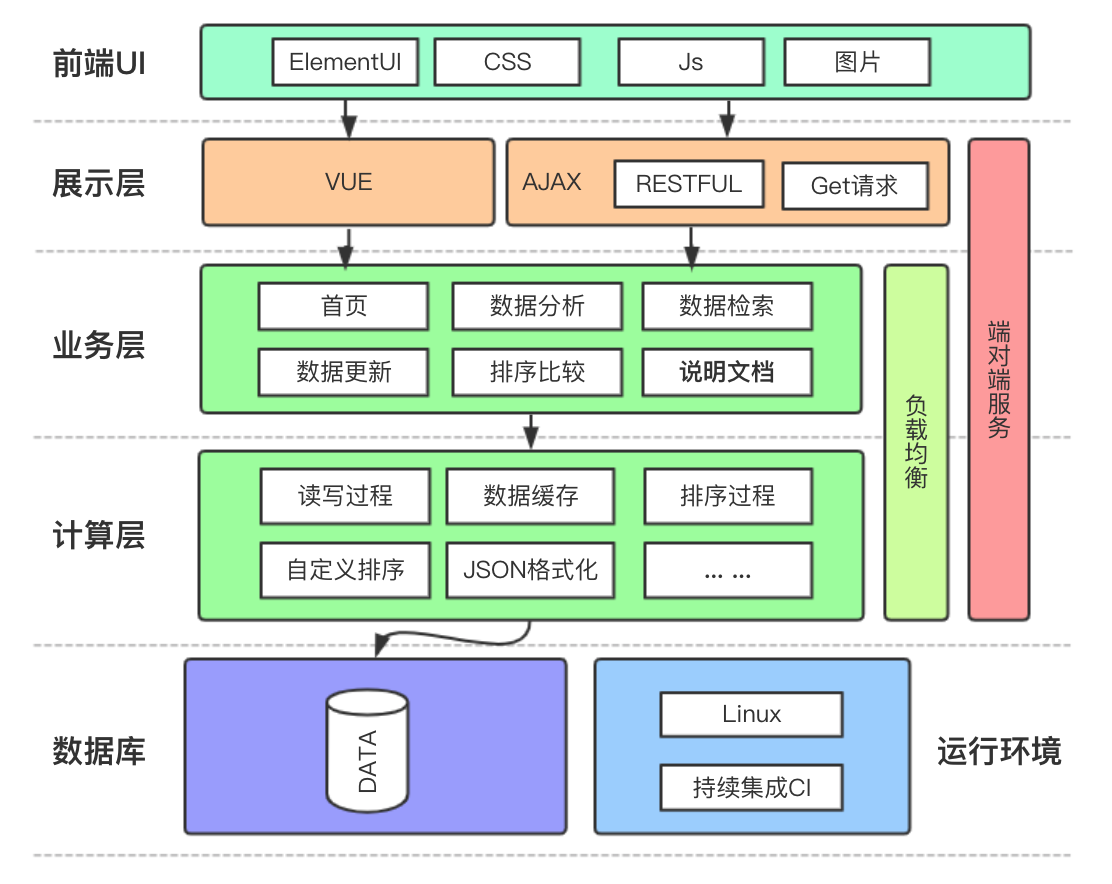 前端UI
ElementUI
CSS
Js
图片
展示层
VUE
AJAX
RESTFUL
Get请求
业务层
首页
数据分析
数据检索
数据更新
排序比较
说明文档
负载均衡
端对端服务
计算层
读写过程
数据缓存
排序过程
自定义排序
JSON格式化
... ...
数据库
DATA
Linux
持续集成CI
运行环境